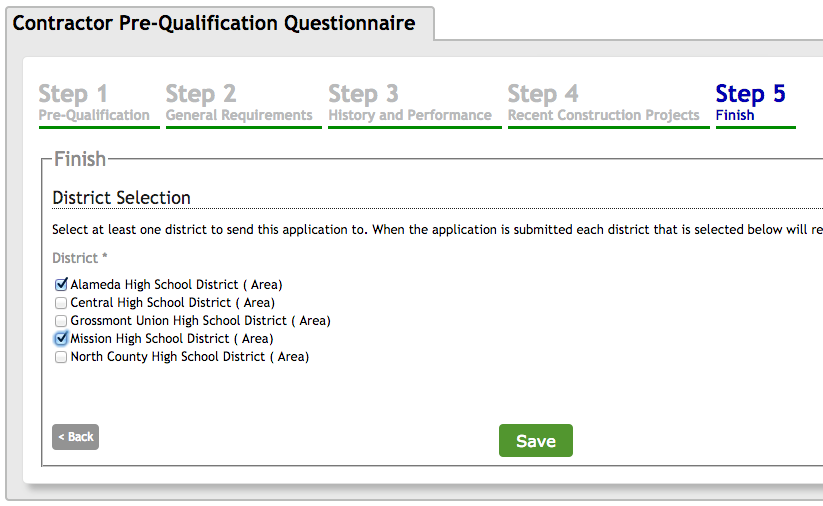 Contractor Pre-Qualification Questionnaire
Step 1
Pre-Qualification
Step 2
General Requirements
Step 3
History and Performance
Step 4
Recent Construction Projects
Step 5
Finish
Finish
District Selection
Select at least one district to send this application to. When the application is submitted each district that is selected below will re
District *
Alameda High School District ( Area)
Central High School District ( Area)
Grossmont Union High School District ( Area)
Mission High School District ( Area)
North County High School District ( Area)
< Back
Save